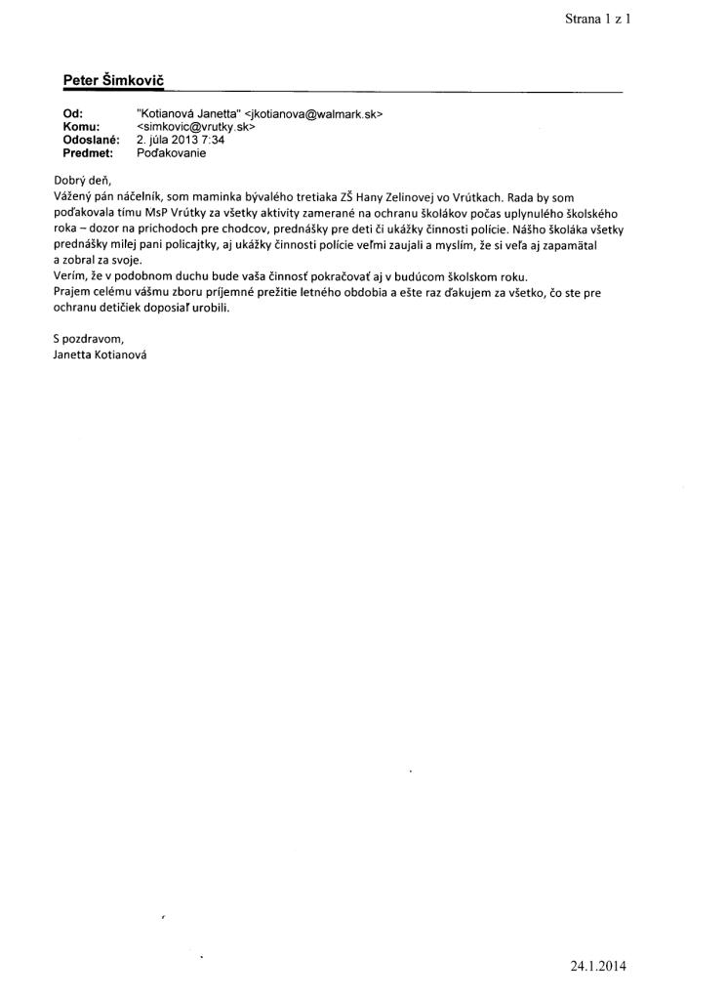 Strana 1 z 1
Peter Šimkovič
Od: "Kotianová Janetta" <jkotianova@walmark.sk>
Komu: <simkovic@vrutky.sk>
Odoslané: 2. júla 2013 7:34
Predmet: Poďakovanie
Dobrý deň,
Vážený pán náčelník, som maminka bývalého tretiaka ZŠ Hany Zelinovej vo Vrútkach. Rada by som
poďakovala tímu MsP Vrútky za všetky aktivity zamerané na ochranu školákov počas uplynulého školského
roka – dozor na prichodoch pre chodcov, prednášky pre deti či ukážky činnosti polície. Nášho školáka všetky
prednášky milej pani policajtky, aj ukážky činnosti polície veľmi zaujali a myslím, že si veľa aj zapamätal
a zobral za svoje.
Verím, že v podobnom duchu bude vaša činnosť pokračovať aj v budúcom školskom roku.
Prajem celému vášmu zboru príjemné prežitie letného obdobia a ešte raz ďakujem za všetko, čo ste pre
ochranu detičiek doposiaľ urobili.
S pozdravom,
Janetta Kotianová
24.1.2014